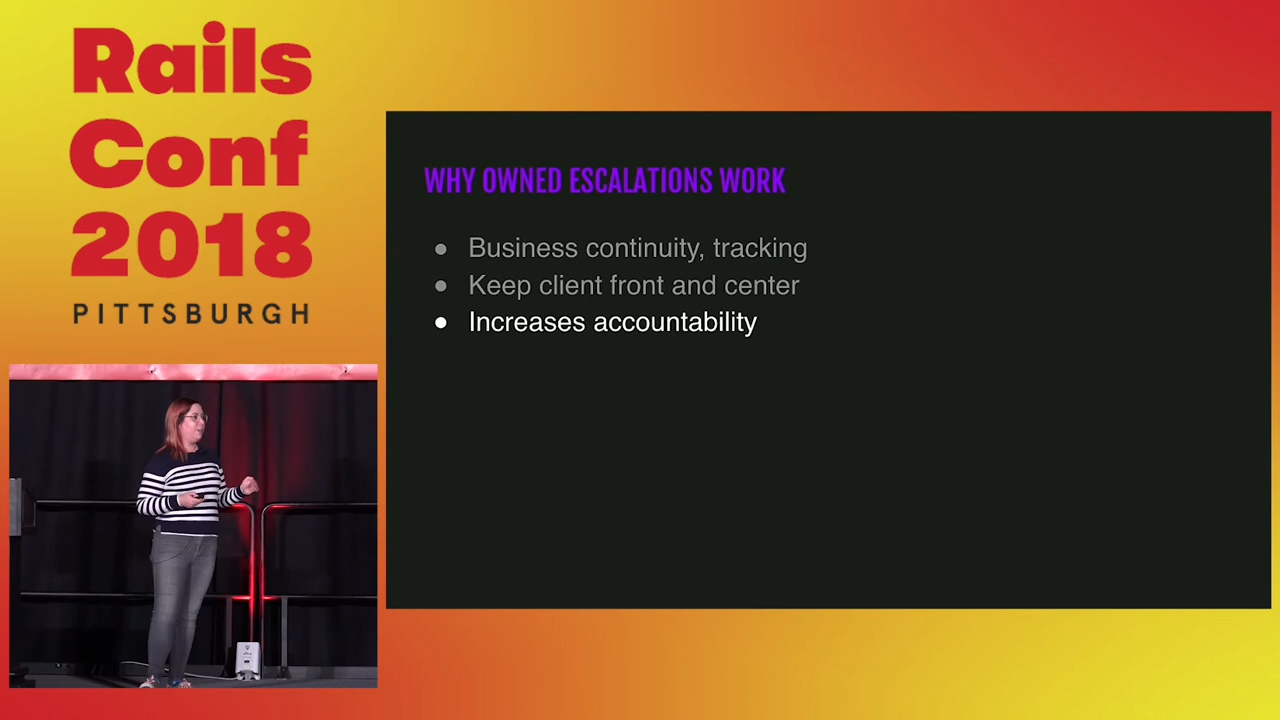 Rails
Conf
2018
PITTSBURGH
WHY OWNED ESCALATIONS WORK
● Business continuity, tracking
● Keep client front and center
● Increases accountability